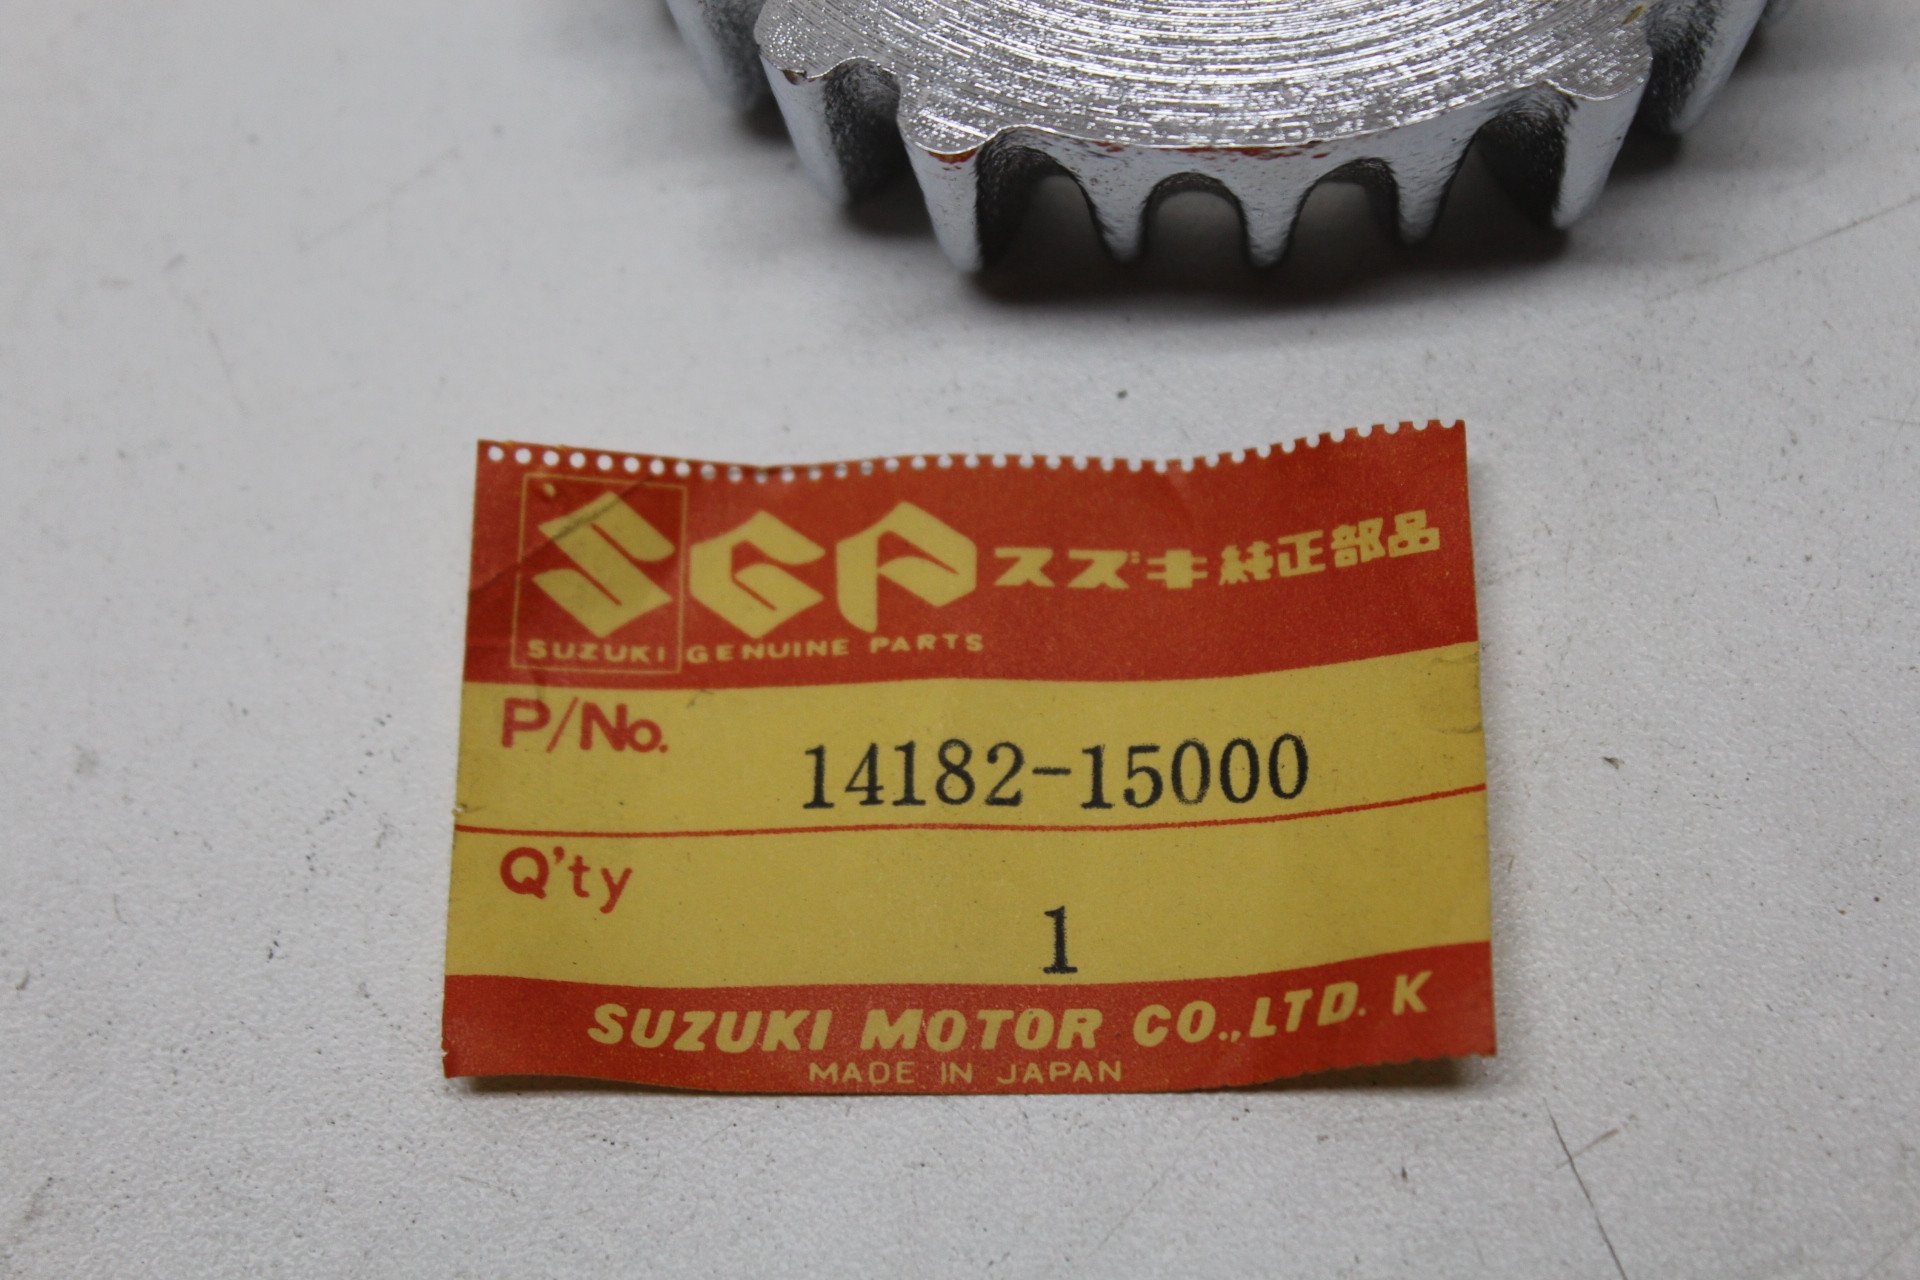 SGP スズキ純正部品
SUZUKI GENUINE PARTS
P/No.
14182-15000
Q'ty
1
SUZUKI MOTOR CO.,LTD. K
MADE IN JAPAN